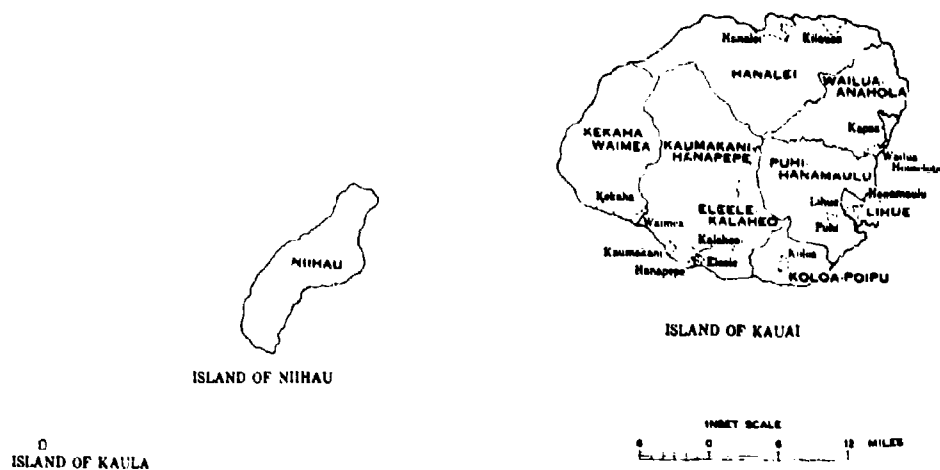 Hanalei
Kilauea
HANALEI
WAILUA-
ANAHOLA
Kapaa
KEKAHA
WAIMEA
KAUMAKANI
HANAPEPE
PUHI-
HANAMAULU
Wailua
Hanamaulu
Kekaha
Lihue
LIHUE
ELEELE
KALAHEO
Waimea
Puhi
Kalaheo
Kaumakani
Eleele
Koloa
Hanapepe
KOLOA-POIPU
NIIHAU
ISLAND OF KAUAI
ISLAND OF NIIHAU
INSET SCALE
6 0 6 12 MILES
ISLAND OF KAULA